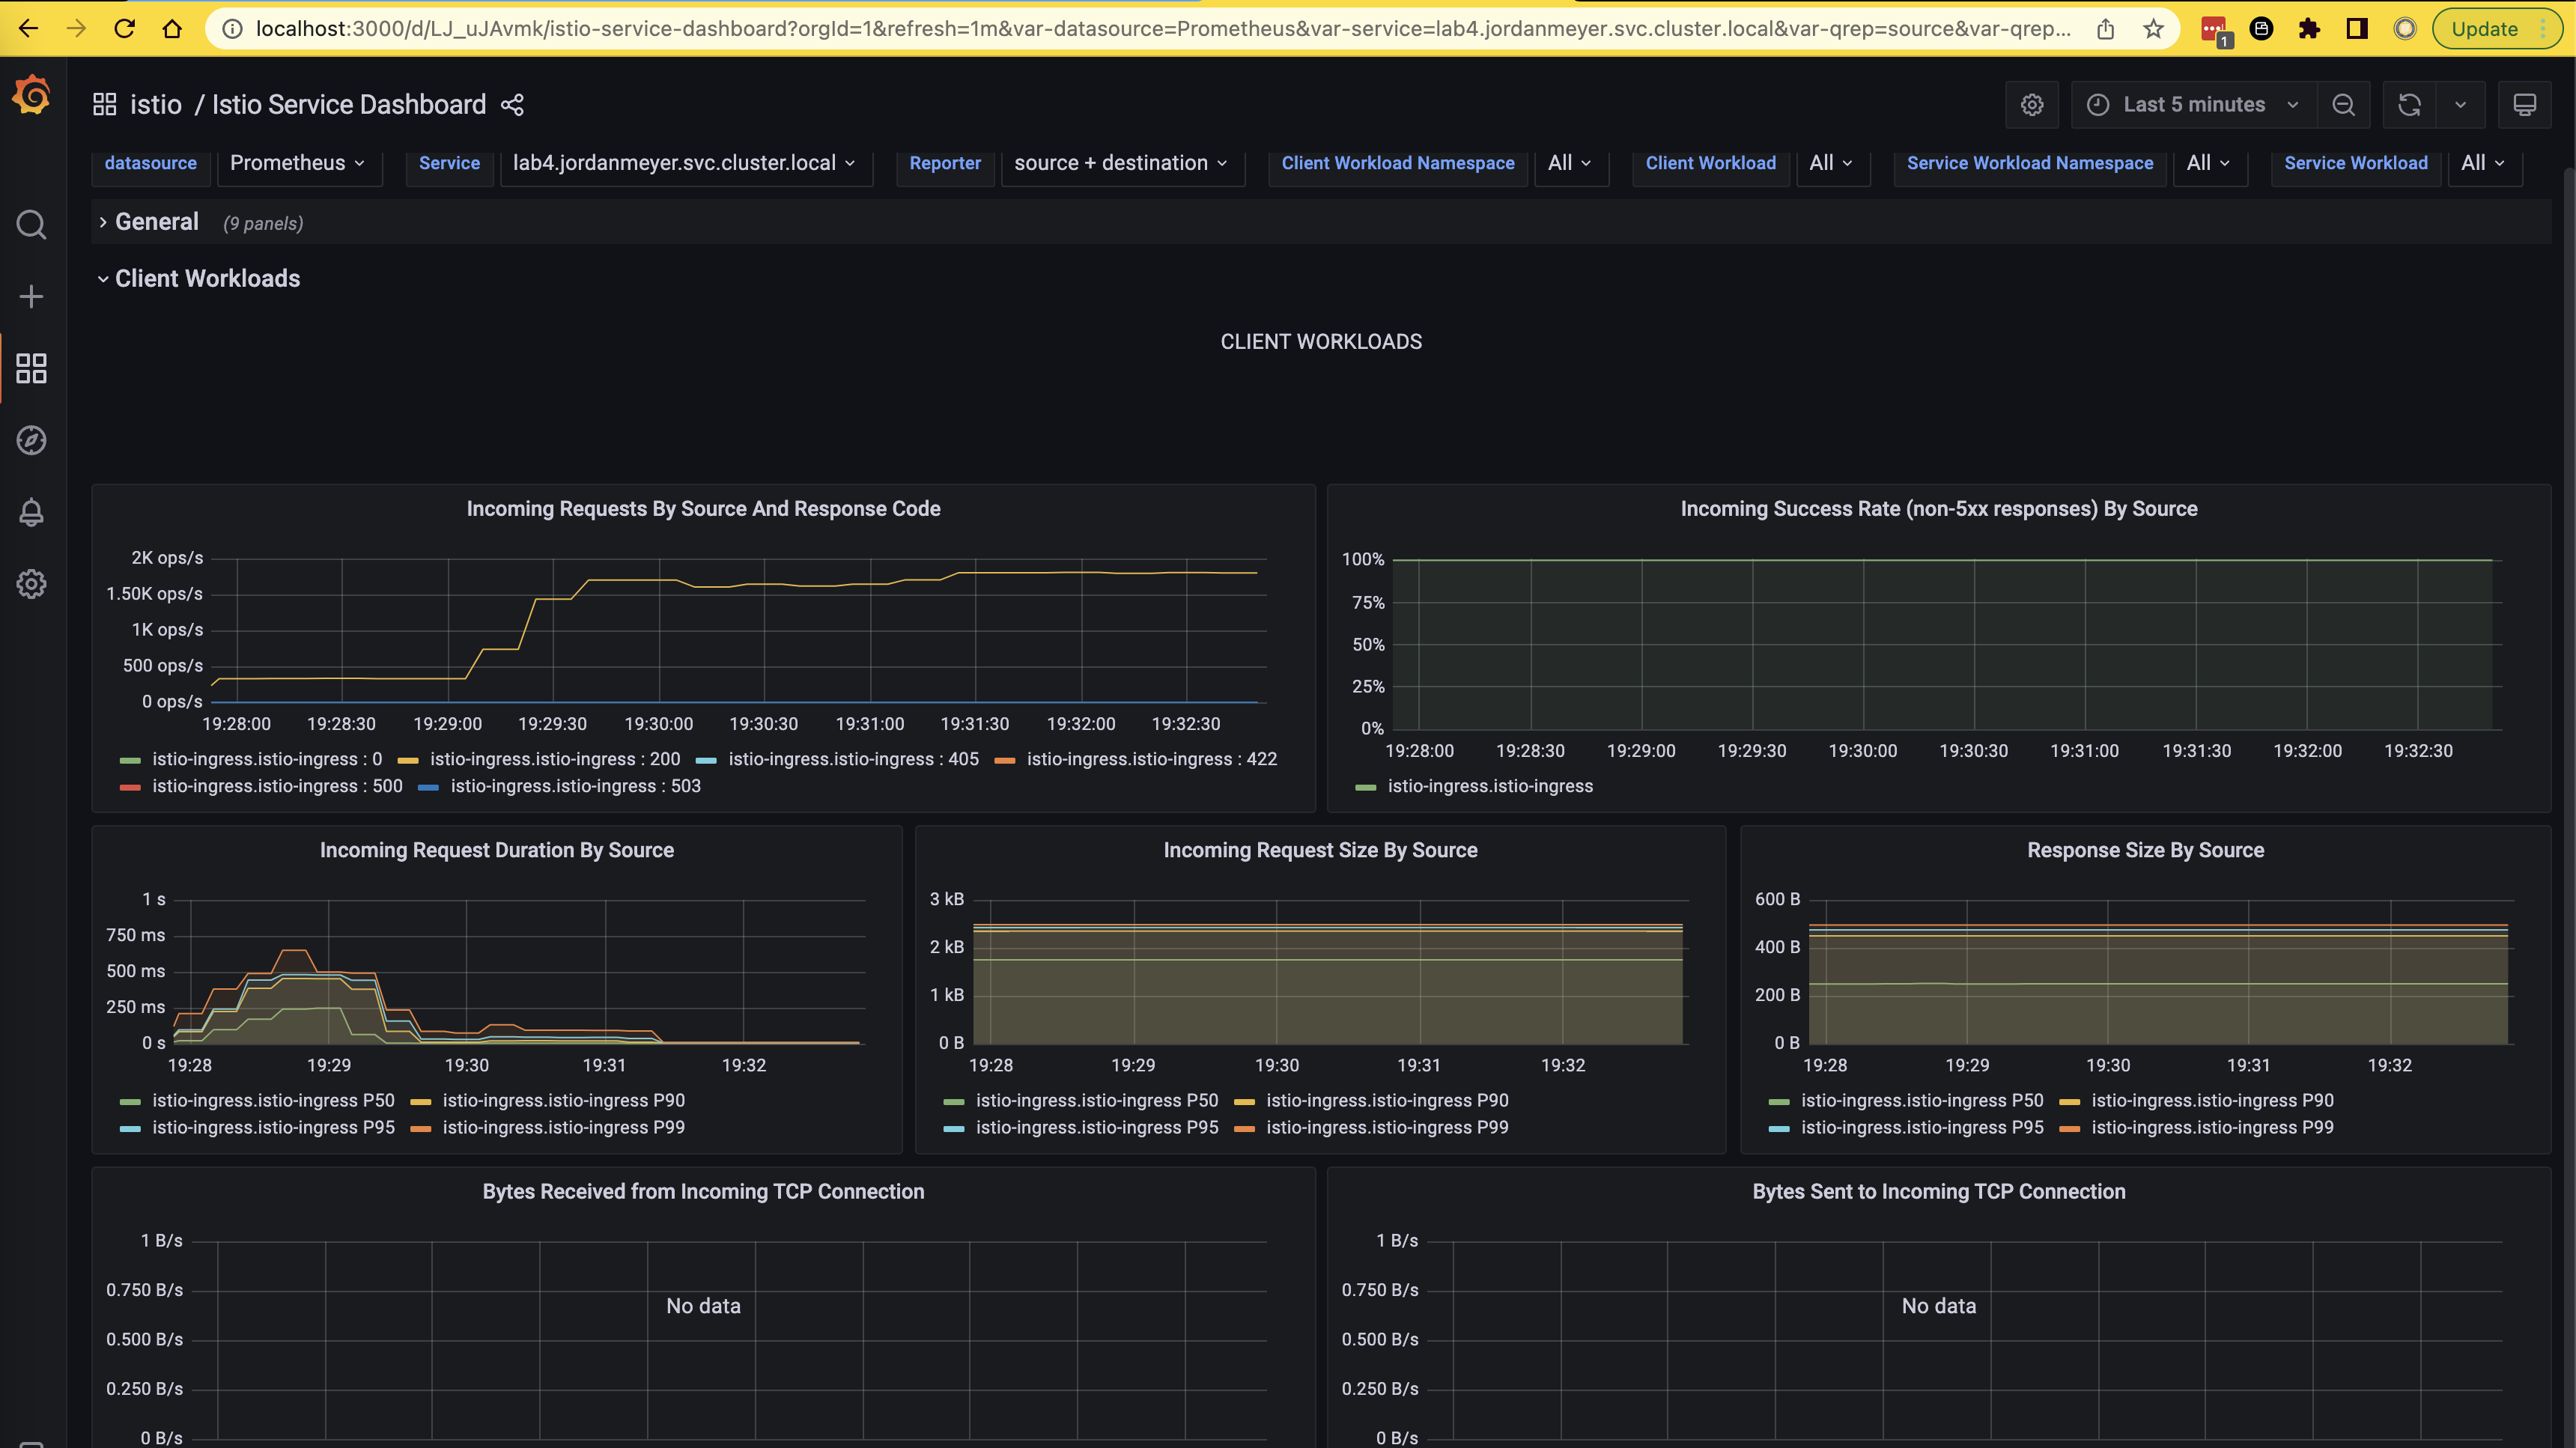 localhost:3000/d/LJ_uJAvmk/istio-service-dashboard?orgId=1&refresh=1m&var-datasource=Prometheus&var-service=lab4.jordanmeyer.svc.cluster.local&var-qrep=source&var-qrep...
1
Update
istio / Istio Service Dashboard
Last 5 minutes
datasource Prometheus Service lab4.jordanmeyer.svc.cluster.local Reporter source + destination Client Workload Namespace All Client Workload All Service Workload Namespace All Service Workload All
General (9 panels)
Client Workloads
CLIENT WORKLOADS
Incoming Requests By Source And Response Code
2K ops/s
1.50K ops/s
1K ops/s
500 ops/s
0 ops/s
19:28:00 19:28:30 19:29:00 19:29:30 19:30:00 19:30:30 19:31:00 19:31:30 19:32:00 19:32:30
istio-ingress.istio-ingress : 0 istio-ingress.istio-ingress : 200 istio-ingress.istio-ingress : 405 istio-ingress.istio-ingress : 422
istio-ingress.istio-ingress : 500 istio-ingress.istio-ingress : 503
Incoming Success Rate (non-5xx responses) By Source
100%
75%
50%
25%
0%
19:28:00 19:28:30 19:29:00 19:29:30 19:30:00 19:30:30 19:31:00 19:31:30 19:32:00 19:32:30
istio-ingress.istio-ingress
Incoming Request Duration By Source
1 s
750 ms
500 ms
250 ms
0 s
19:28 19:29 19:30 19:31 19:32
istio-ingress.istio-ingress P50 istio-ingress.istio-ingress P90
istio-ingress.istio-ingress P95 istio-ingress.istio-ingress P99
Incoming Request Size By Source
3 kB
2 kB
1 kB
0 B
19:28 19:29 19:30 19:31 19:32
istio-ingress.istio-ingress P50 istio-ingress.istio-ingress P90
istio-ingress.istio-ingress P95 istio-ingress.istio-ingress P99
Response Size By Source
600 B
400 B
200 B
0 B
19:28 19:29 19:30 19:31 19:32
istio-ingress.istio-ingress P50 istio-ingress.istio-ingress P90
istio-ingress.istio-ingress P95 istio-ingress.istio-ingress P99
Bytes Received from Incoming TCP Connection
1 B/s
0.750 B/s
No data
0.500 B/s
0.250 B/s
0 B/s
Bytes Sent to Incoming TCP Connection
1 B/s
0.750 B/s
No data
0.500 B/s
0.250 B/s
0 B/s